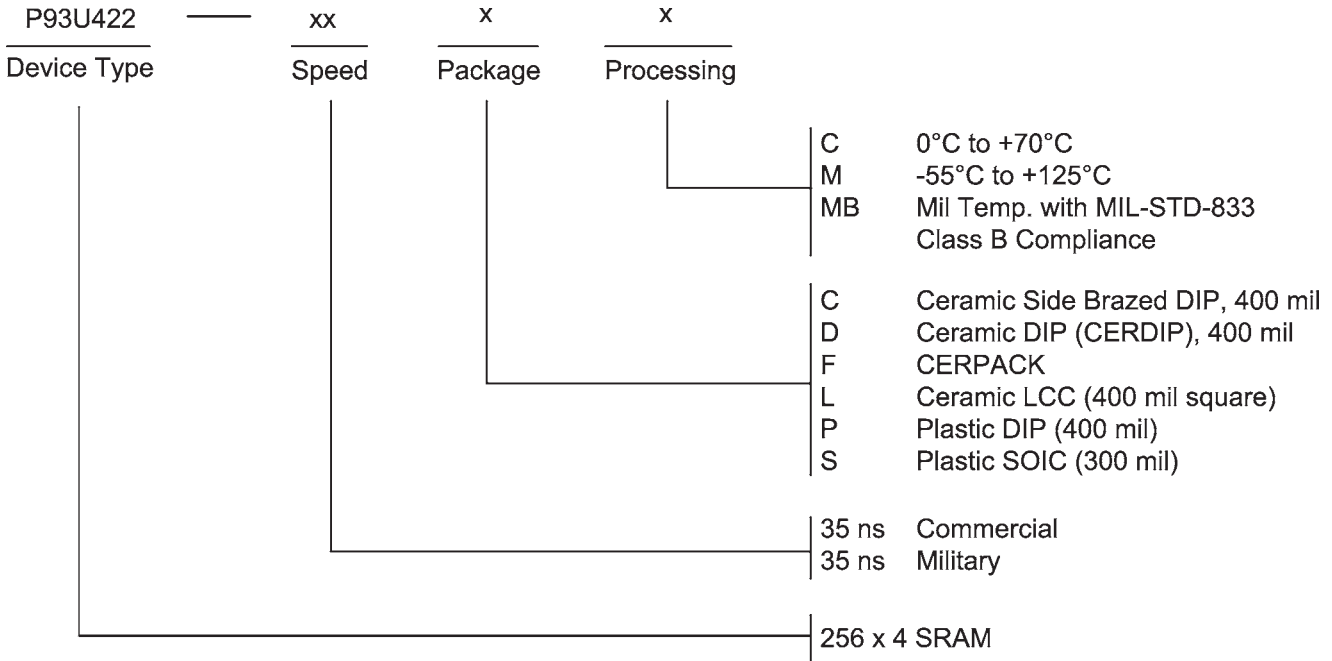 P93U422 — xx x x
Device Type Speed Package Processing
C 0°C to +70°C
M -55°C to +125°C
MB Mil Temp. with MIL-STD-833
Class B Compliance
C Ceramic Side Brazed DIP, 400 mil
D Ceramic DIP (CERDIP), 400 mil
F CERPACK
L Ceramic LCC (400 mil square)
P Plastic DIP (400 mil)
S Plastic SOIC (300 mil)
35 ns Commercial
35 ns Military
256 x 4 SRAM